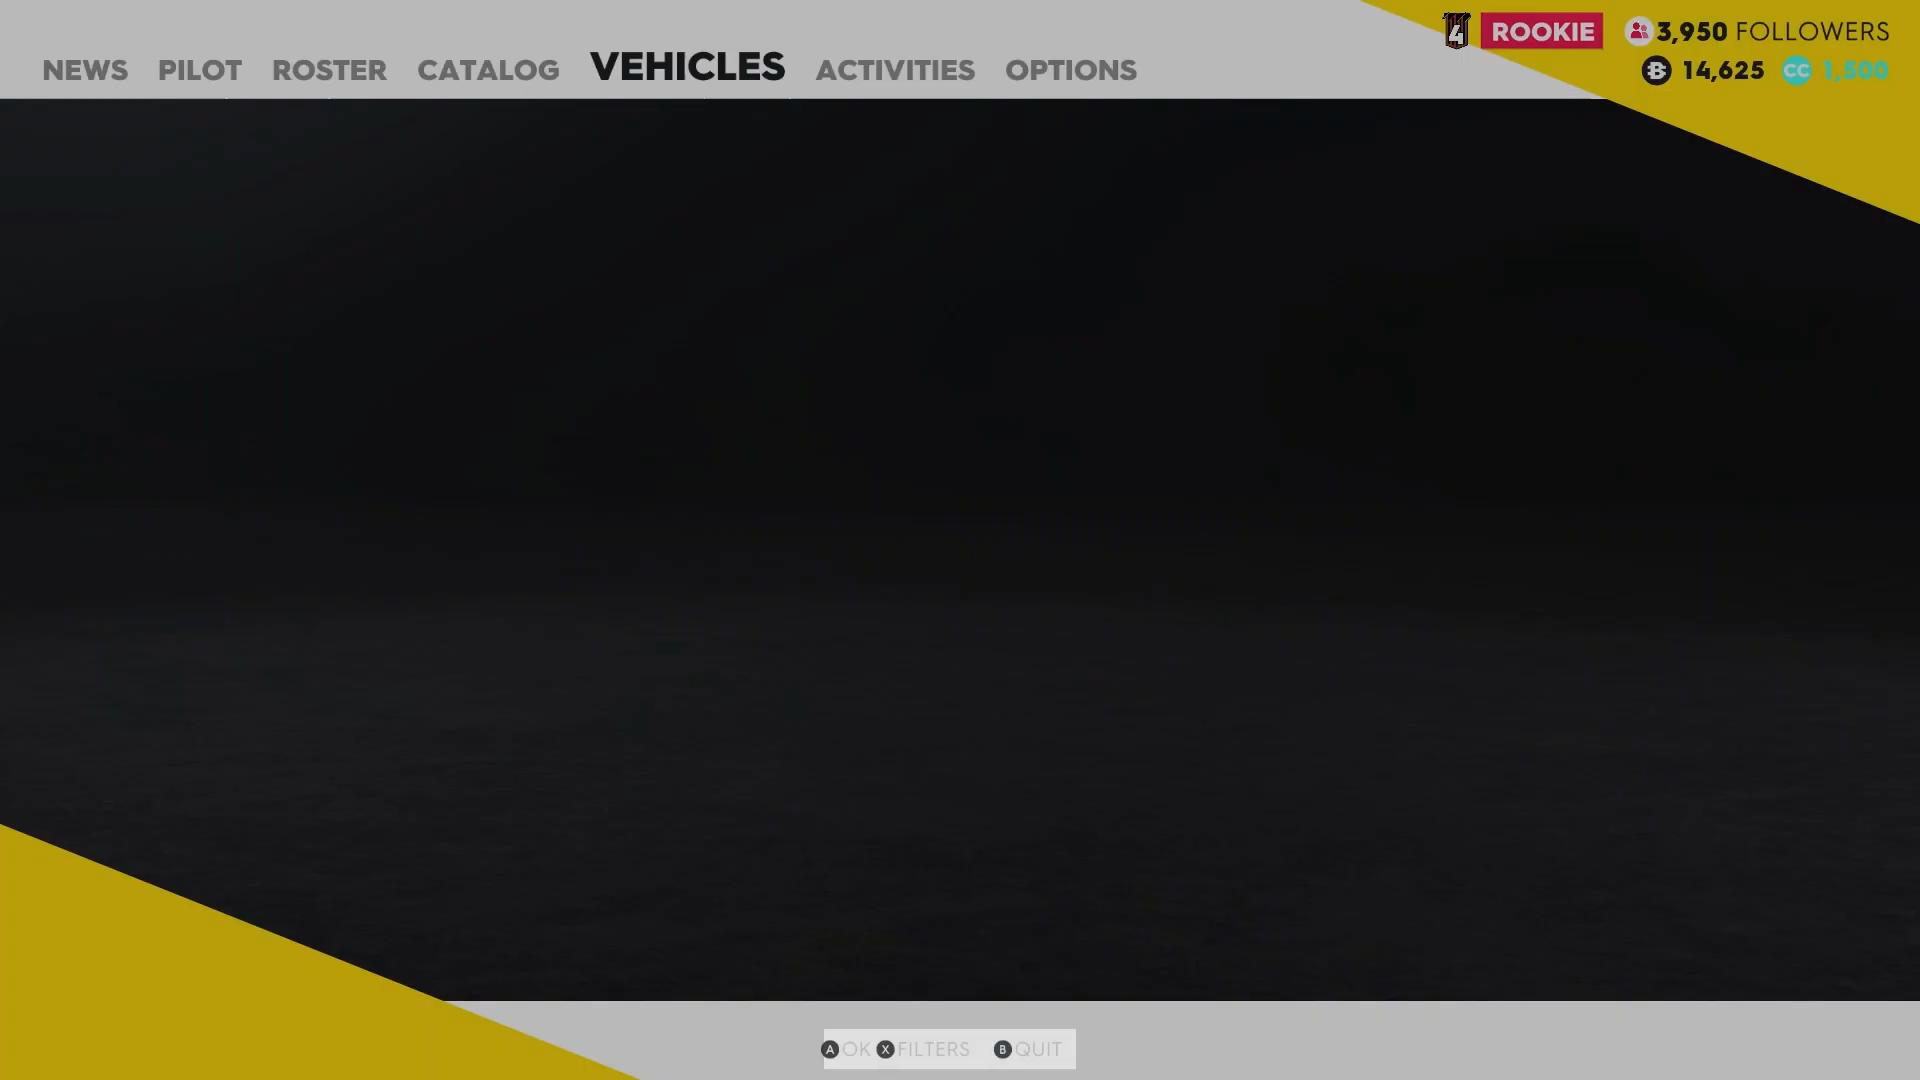 4 ROOKIE 3,950 FOLLOWERS
NEWS PILOT ROSTER CATALOG VEHICLES ACTIVITIES OPTIONS B 14,625 CC 1,500
A OK X FILTERS B QUIT